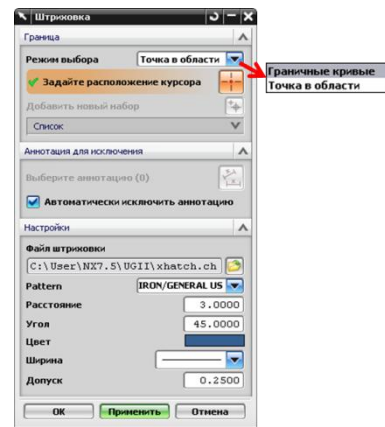 Штриховка
Граница
Режим выбора Точка в области
Граничные кривые
Точка в области
Задайте расположение курсора
Добавить новый набор
Список
Аннотация для исключения
Выберите аннотацию (0)
Автоматически исключить аннотацию
Настройки
Файл штриховки
C:\User\NX7.5\UGII\xhatch.ch
Pattern IRON/GENERAL US
Расстояние 3.0000
Угол 45.0000
Цвет
Ширина
Допуск 0.2500
ОК Применить Отмена